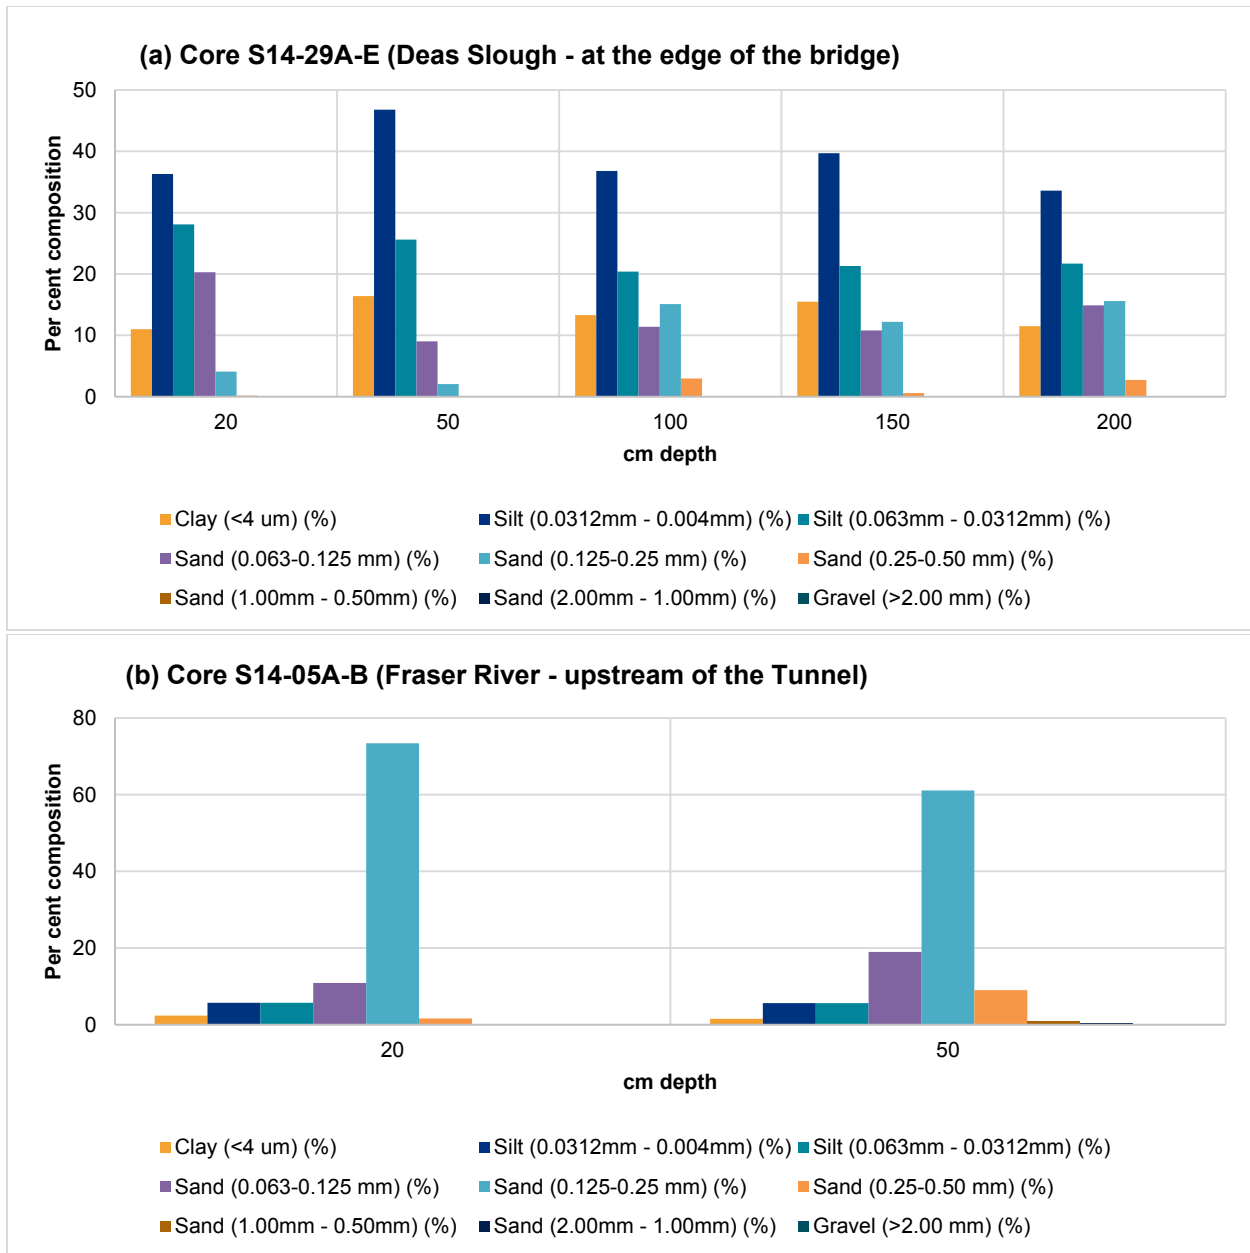 (a) Core S14-29A-E (Deas Slough - at the edge of the bridge)
50
40
30
20
10
0
Per cent composition
20 50 100 150 200
cm depth
Clay (<4 um) (%) Silt (0.0312mm - 0.004mm) (%) Silt (0.063mm - 0.0312mm) (%)
Sand (0.063-0.125 mm) (%) Sand (0.125-0.25 mm) (%) Sand (0.25-0.50 mm) (%)
Sand (1.00mm - 0.50mm) (%) Sand (2.00mm - 1.00mm) (%) Gravel (>2.00 mm) (%)
(b) Core S14-05A-B (Fraser River - upstream of the Tunnel)
80
60
40
20
0
Per cent composition
20 50
cm depth
Clay (<4 um) (%) Silt (0.0312mm - 0.004mm) (%) Silt (0.063mm - 0.0312mm) (%)
Sand (0.063-0.125 mm) (%) Sand (0.125-0.25 mm) (%) Sand (0.25-0.50 mm) (%)
Sand (1.00mm - 0.50mm) (%) Sand (2.00mm - 1.00mm) (%) Gravel (>2.00 mm) (%)